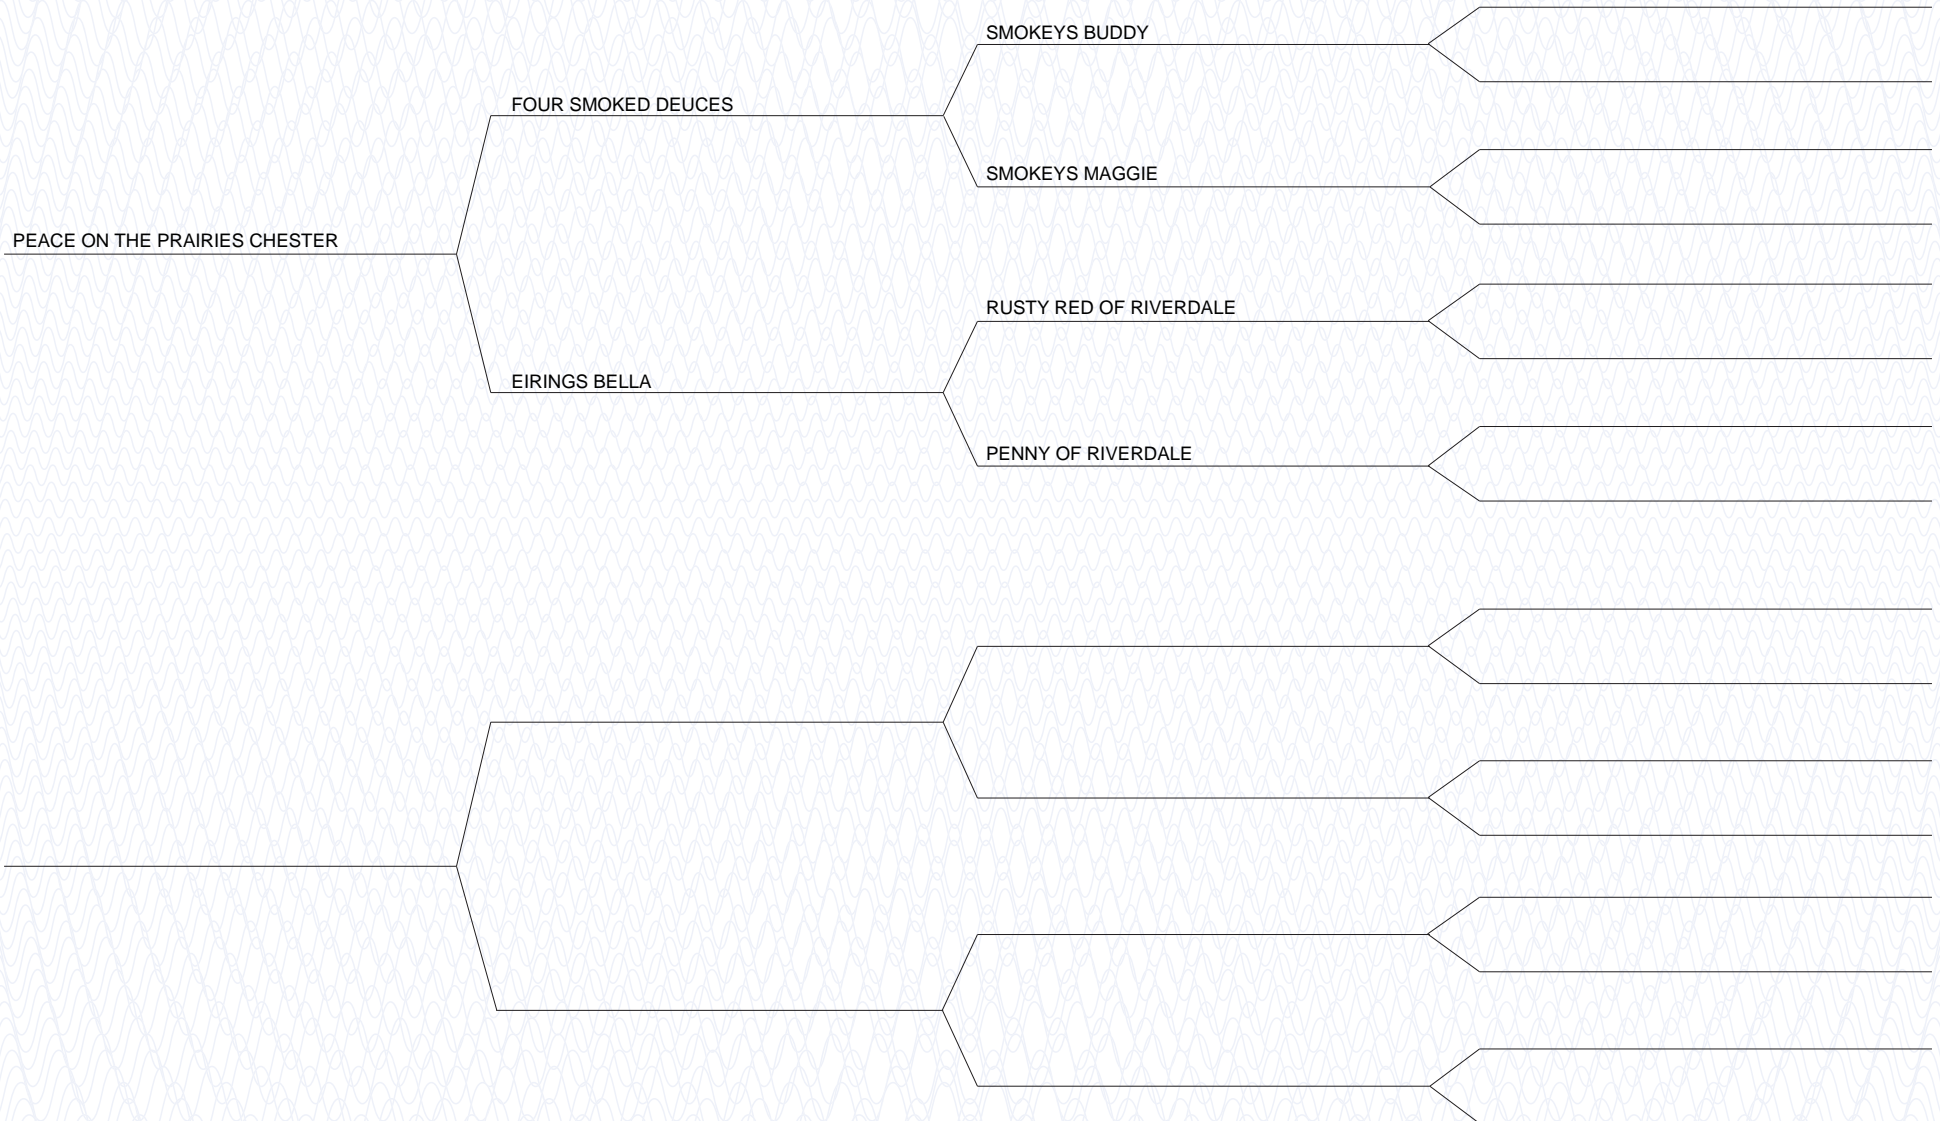 SMOKEYS BUDDY
FOUR SMOKED DEUCES
SMOKEYS MAGGIE
PEACE ON THE PRAIRIES CHESTER
RUSTY RED OF RIVERDALE
EIRINGS BELLA
PENNY OF RIVERDALE